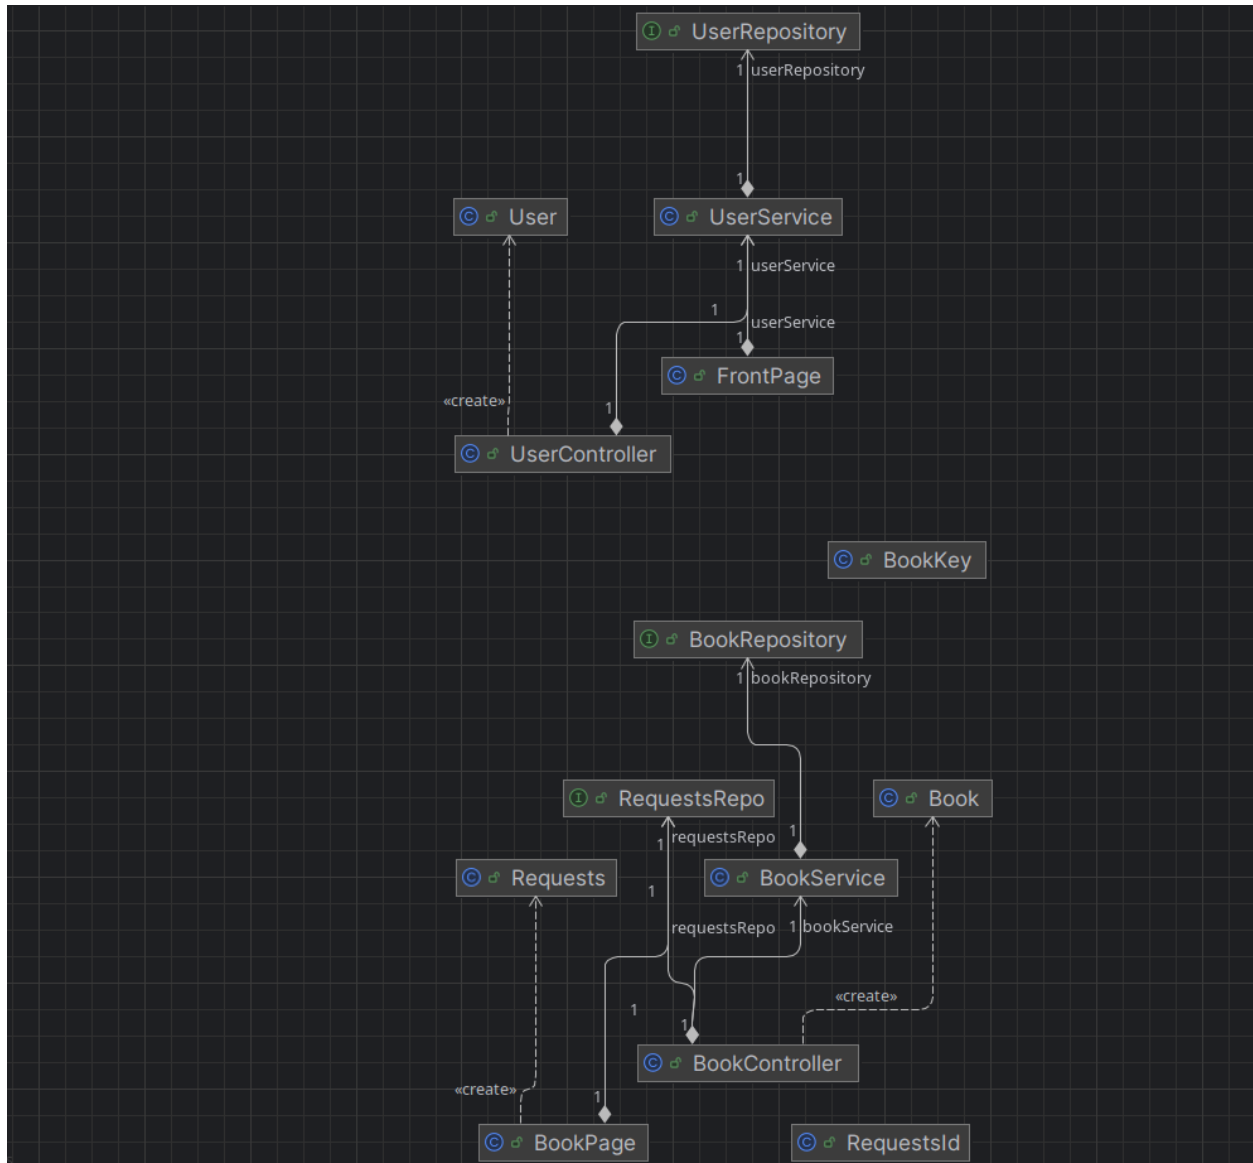 UserRepository
1 userRepository
1
User
UserService
1 userService
1
userService
1
FrontPage
«create»
1
UserController
BookKey
BookRepository
1 bookRepository
RequestsRepo
Book
1
requestsRepo
1
Requests
BookService
1
requestsRepo
1 bookService
«create»
1
1
BookController
«create»
1
BookPage
RequestsId